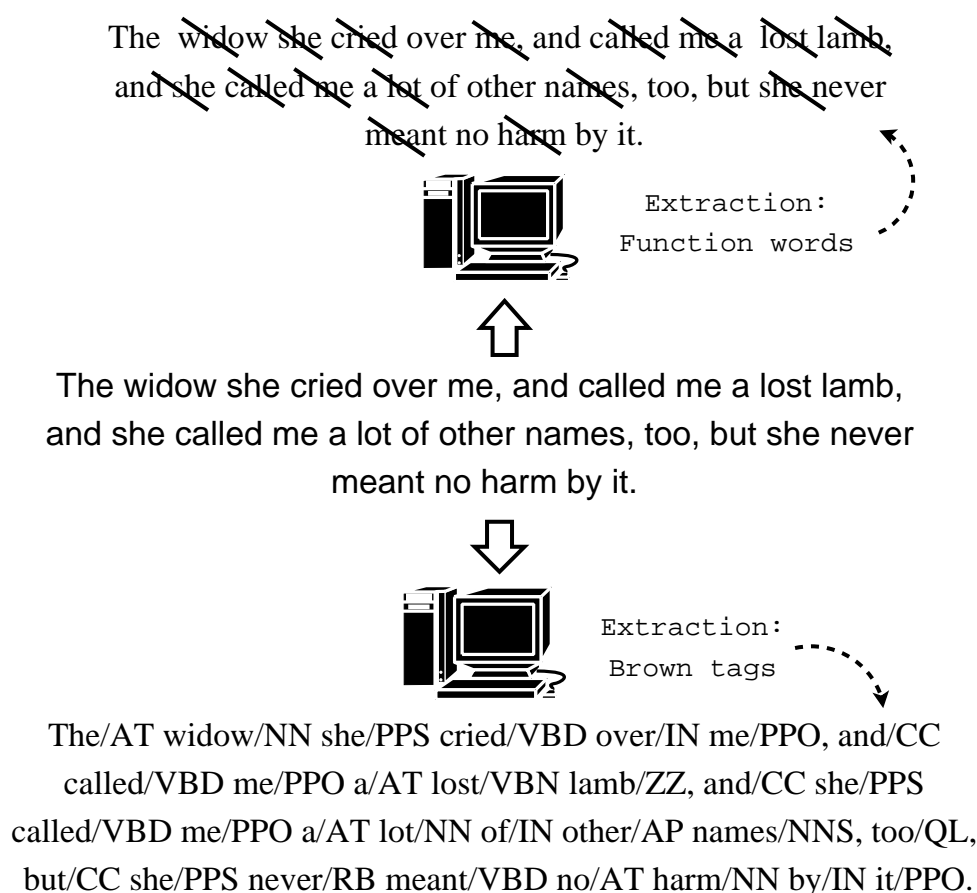 The widow she cried over me, and called me a lost lamb,
and she called me a lot of other names, too, but she never
meant no harm by it.
Extraction:
Function words
The widow she cried over me, and called me a lost lamb,
and she called me a lot of other names, too, but she never
meant no harm by it.
Extraction:
Brown tags
The/AT widow/NN she/PPS cried/VBD over/IN me/PPO, and/CC
called/VBD me/PPO a/AT lost/VBN lamb/ZZ, and/CC she/PPS
called/VBD me/PPO a/AT lot/NN of/IN other/AP names/NNS, too/QL,
but/CC she/PPS never/RB meant/VBD no/AT harm/NN by/IN it/PPO.